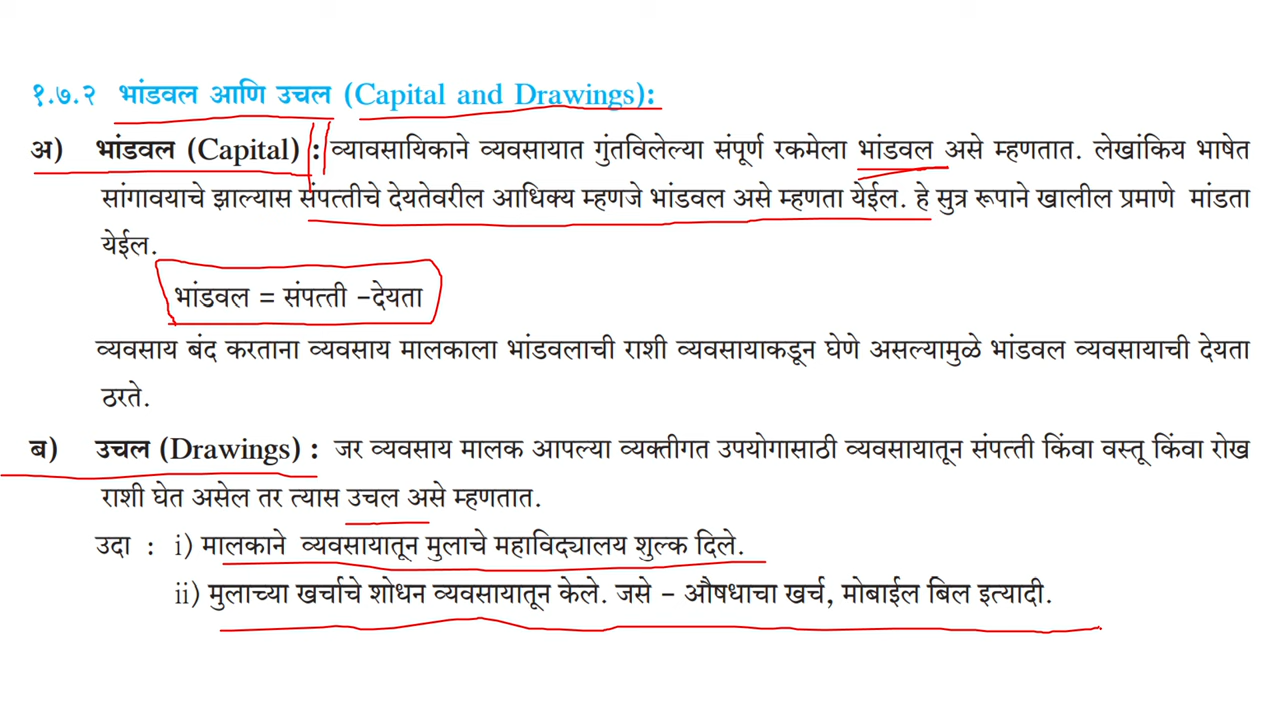 १.७.२ भांडवल आणि उचल (Capital and Drawings):
अ) भांडवल (Capital) : व्यावसायिकाने व्यवसायात गुंतविलेल्या संपूर्ण रकमेला भांडवल असे म्हणतात. लेखांकिय भाषेत
सांगावयाचे झाल्यास संपत्तीचे देयतेवरील आधिक्य म्हणजे भांडवल असे म्हणता येईल. हे सुत्र रूपाने खालील प्रमाणे मांडता
येईल.
भांडवल = संपत्ती -देयता
व्यवसाय बंद करताना व्यवसाय मालकाला भांडवलाची राशी व्यवसायाकडून घेणे असल्यामुळे भांडवल व्यवसायाची देयता
ठरते.
ब) उचल (Drawings) : जर व्यवसाय मालक आपल्या व्यक्तीगत उपयोगासाठी व्यवसायातून संपत्ती किंवा वस्तू किंवा रोख
राशी घेत असेल तर त्यास उचल असे म्हणतात.
उदा : i) मालकाने व्यवसायातून मुलाचे महाविद्यालय शुल्क दिले.
ii) मुलाच्या खर्चाचे शोधन व्यवसायातून केले. जसे - औषधाचा खर्च, मोबाईल बिल इत्यादी.